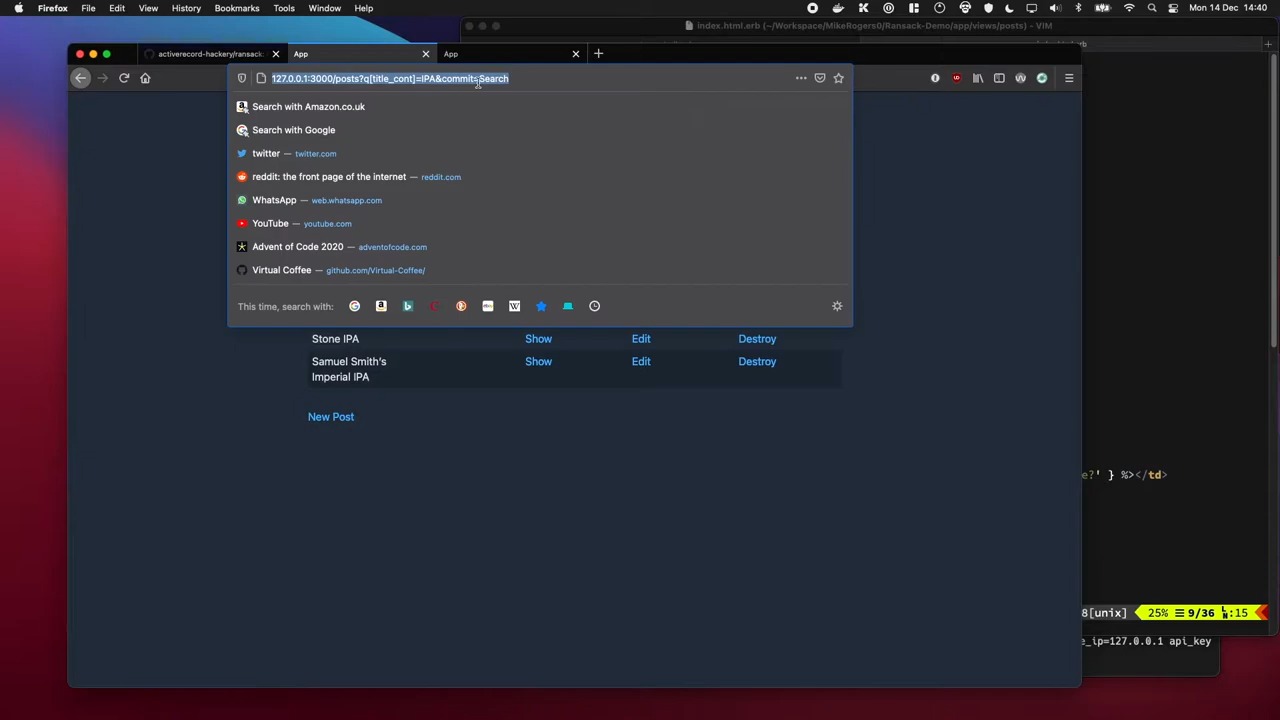 Firefox File Edit View History Bookmarks Tools Window Help
Mon 14 Dec 14:40
index.html.erb (~/Workspace/MikeRogers0/Ransack-Demo/app/views/posts) - VIM
activerecord-hackery/ransack:
App
App
127.0.0.1:3000/posts?q[title_cont]=IPA&commit=Search
Search with Amazon.co.uk
Search with Google
twitter — twitter.com
reddit: the front page of the internet — reddit.com
WhatsApp — web.whatsapp.com
YouTube — youtube.com
Advent of Code 2020 — adventofcode.com
Virtual Coffee — github.com/Virtual-Coffee/
This time, search with:
Stone IPA Show Edit Destroy
Samuel Smith's Show Edit Destroy
Imperial IPA
New Post
e?' } %></td>
8[unix] 25% 9/36 :15
e_ip=127.0.0.1 api_key